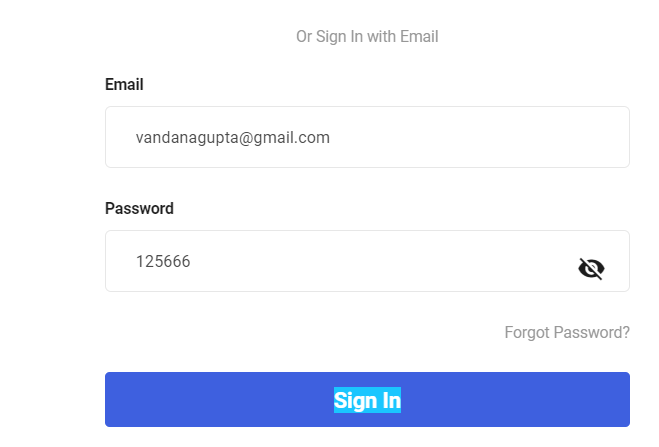 Or Sign In with Email
Email
vandanagupta@gmail.com
Password
125666
Forgot Password?
Sign In